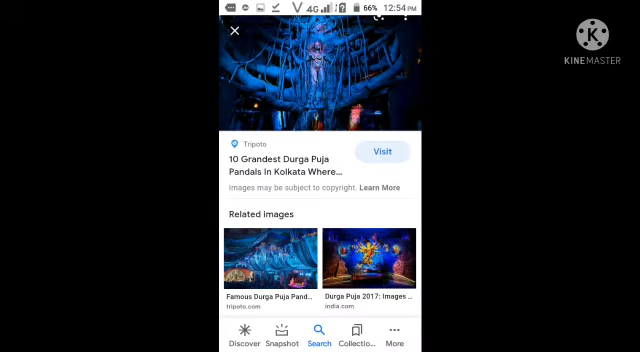 4G 66% 12:54 PM
K
KINEMASTER
Tripoto
10 Grandest Durga Puja
Pandals In Kolkata Where...
Visit
Images may be subject to copyright. Learn More
Related images
Famous Durga Puja Pand...
tripoto.com
Durga Puja 2017: Images ...
india.com
Discover Snapshot Search Collectio... More